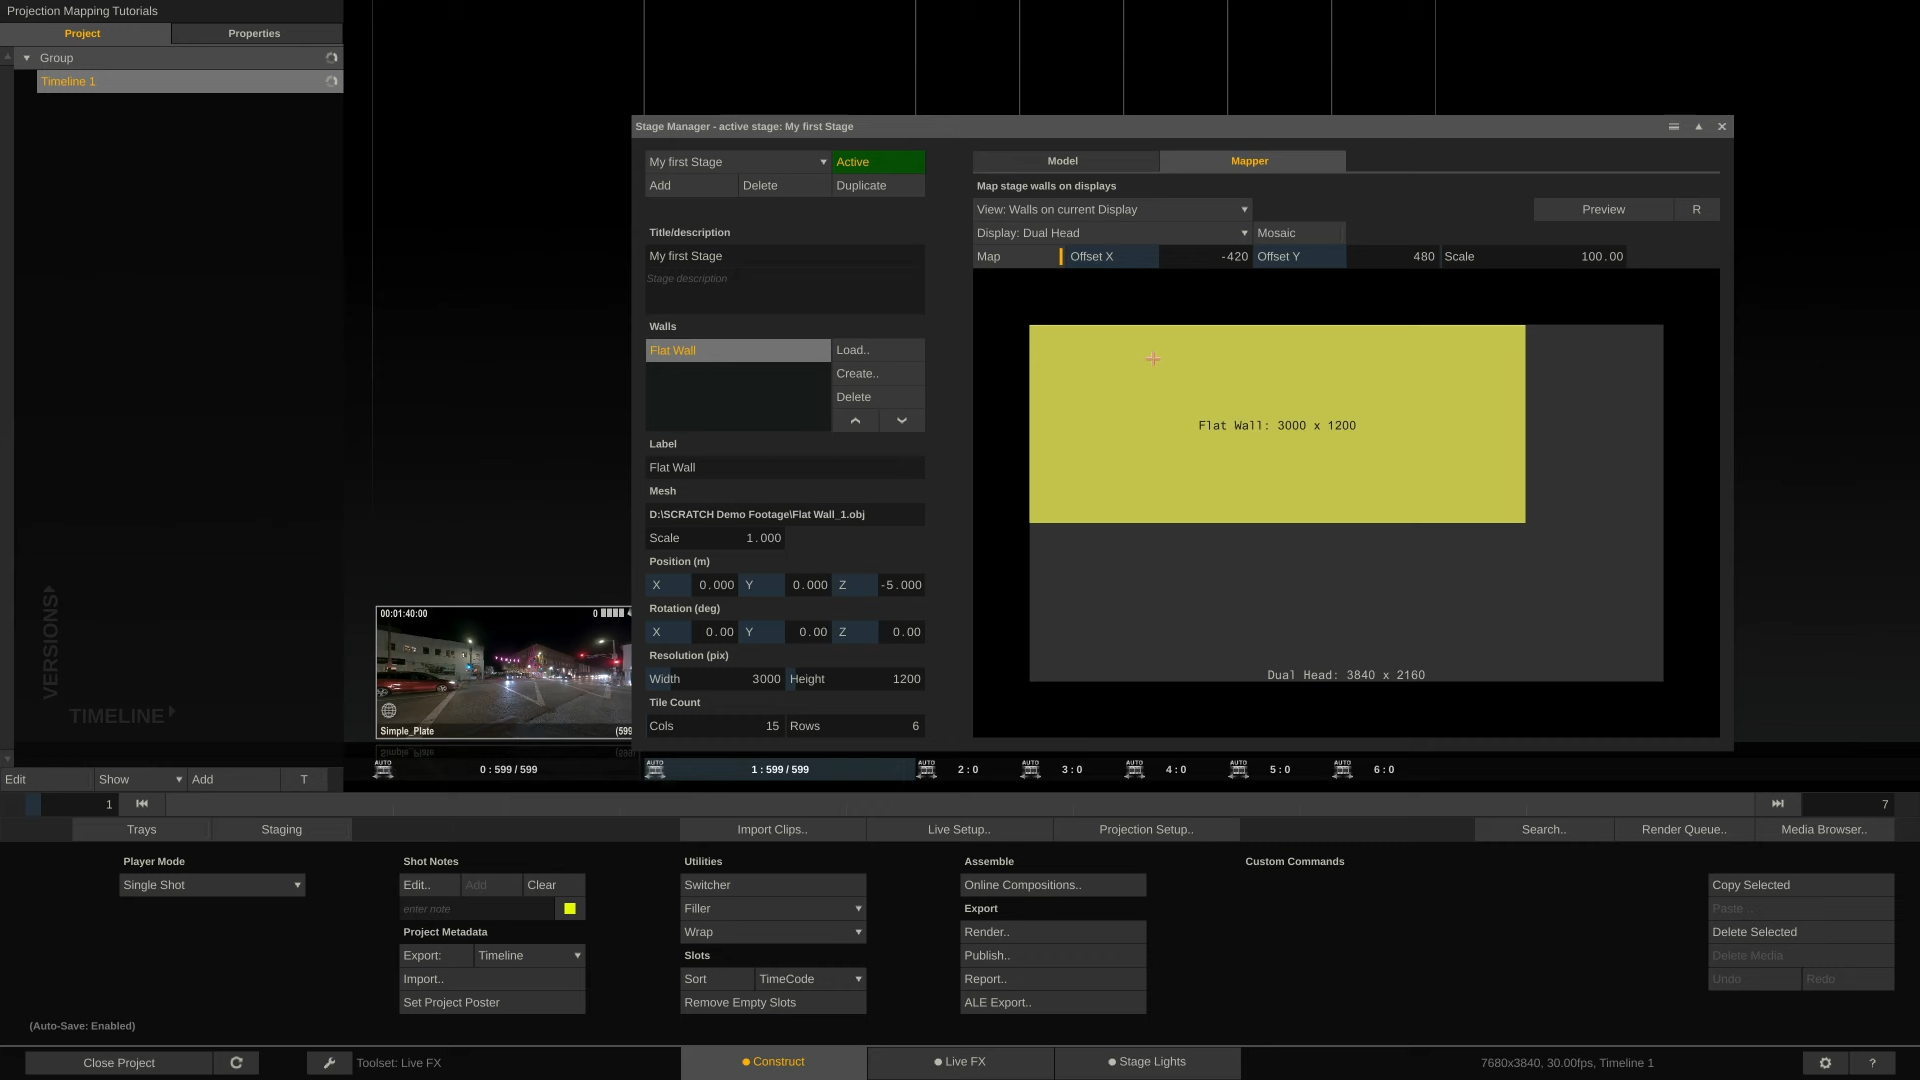 Projection Mapping Tutorials
Project
Properties
Group
Timeline 1
VERSIONS
TIMELINE
Edit
Show
Add
T
00:01:40:00
0
Simple_Plate
(599
Simple_Plate
(599
Stage Manager - active stage: My first Stage
My first Stage
Active
Add
Delete
Duplicate
Title/description
My first Stage
Stage description
Walls
Flat Wall
Load..
Create..
Delete
Label
Flat Wall
Mesh
D:\SCRATCH Demo Footage\Flat Wall_1.obj
Scale 1.000
Position (m)
X 0.000 Y 0.000 Z -5.000
Rotation (deg)
X 0.00 Y 0.00 Z 0.00
Resolution (pix)
Width 3000 Height 1200
Tile Count
Cols 15 Rows 6
Model
Mapper
Map stage walls on displays
View: Walls on current Display
Preview
R
Display: Dual Head
Mosaic
Map Offset X -420 Offset Y 480 Scale 100.00
Flat Wall: 3000 x 1200
Dual Head: 3840 x 2160
AUTO 0 : 599 / 599
AUTO 1 : 599 / 599
AUTO 2 : 0
AUTO 3 : 0
AUTO 4 : 0
AUTO 5 : 0
AUTO 6 : 0
1
7
Trays
Staging
Import Clips..
Live Setup..
Projection Setup..
Search..
Render Queue..
Media Browser..
Player Mode
Single Shot
Shot Notes
Edit..
Add
Clear
enter note
Project Metadata
Export: Timeline
Import..
Set Project Poster
Utilities
Switcher
Filler
Wrap
Slots
Sort TimeCode
Remove Empty Slots
Assemble
Online Compositions..
Export
Render..
Publish..
Report..
ALE Export..
Custom Commands
Copy Selected
Paste...
Delete Selected
Delete Media
Undo
Redo
(Auto-Save: Enabled)
Close Project
Toolset: Live FX
Construct
Live FX
Stage Lights
7680x3840, 30.00fps, Timeline 1
?